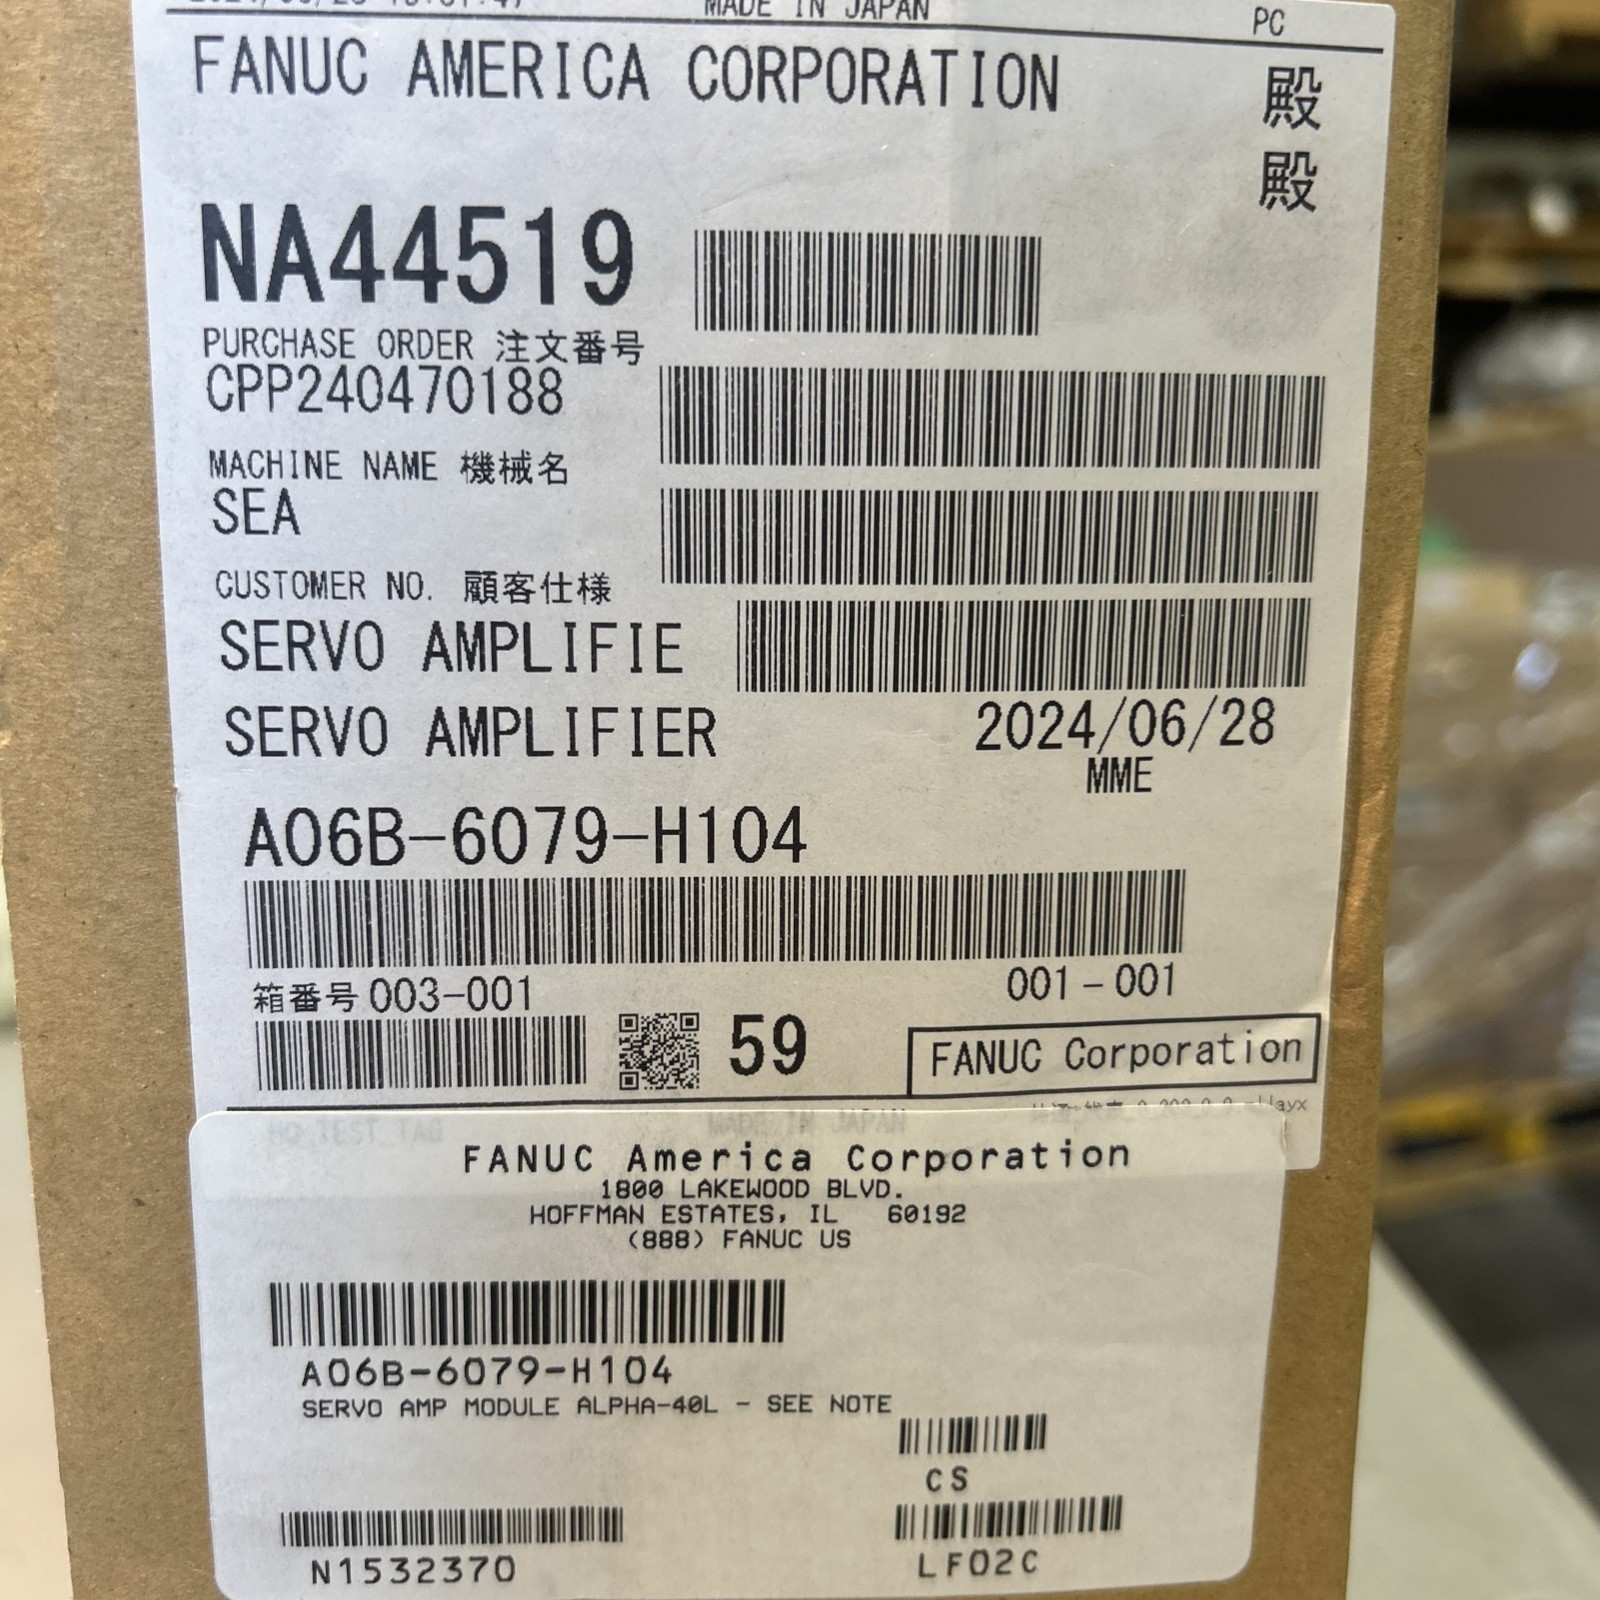 MADE IN JAPAN
PC
FANUC AMERICA CORPORATION
殿
殿
NA44519
PURCHASE ORDER 注文番号
CPP240470188
MACHINE NAME 機械名
SEA
CUSTOMER NO. 顧客仕様
SERVO AMPLIFIE
SERVO AMPLIFIER
2024/06/28
MME
A06B-6079-H104
箱番号 003-001
001-001
59
FANUC Corporation
HQ TEST TAG
MADE IN JAPAN
FANUC America Corporation
1800 LAKEWOOD BLVD.
HOFFMAN ESTATES, IL 60192
(888) FANUC US
A06B-6079-H104
SERVO AMP MODULE ALPHA-40L - SEE NOTE
CS
N1532370
LF02C